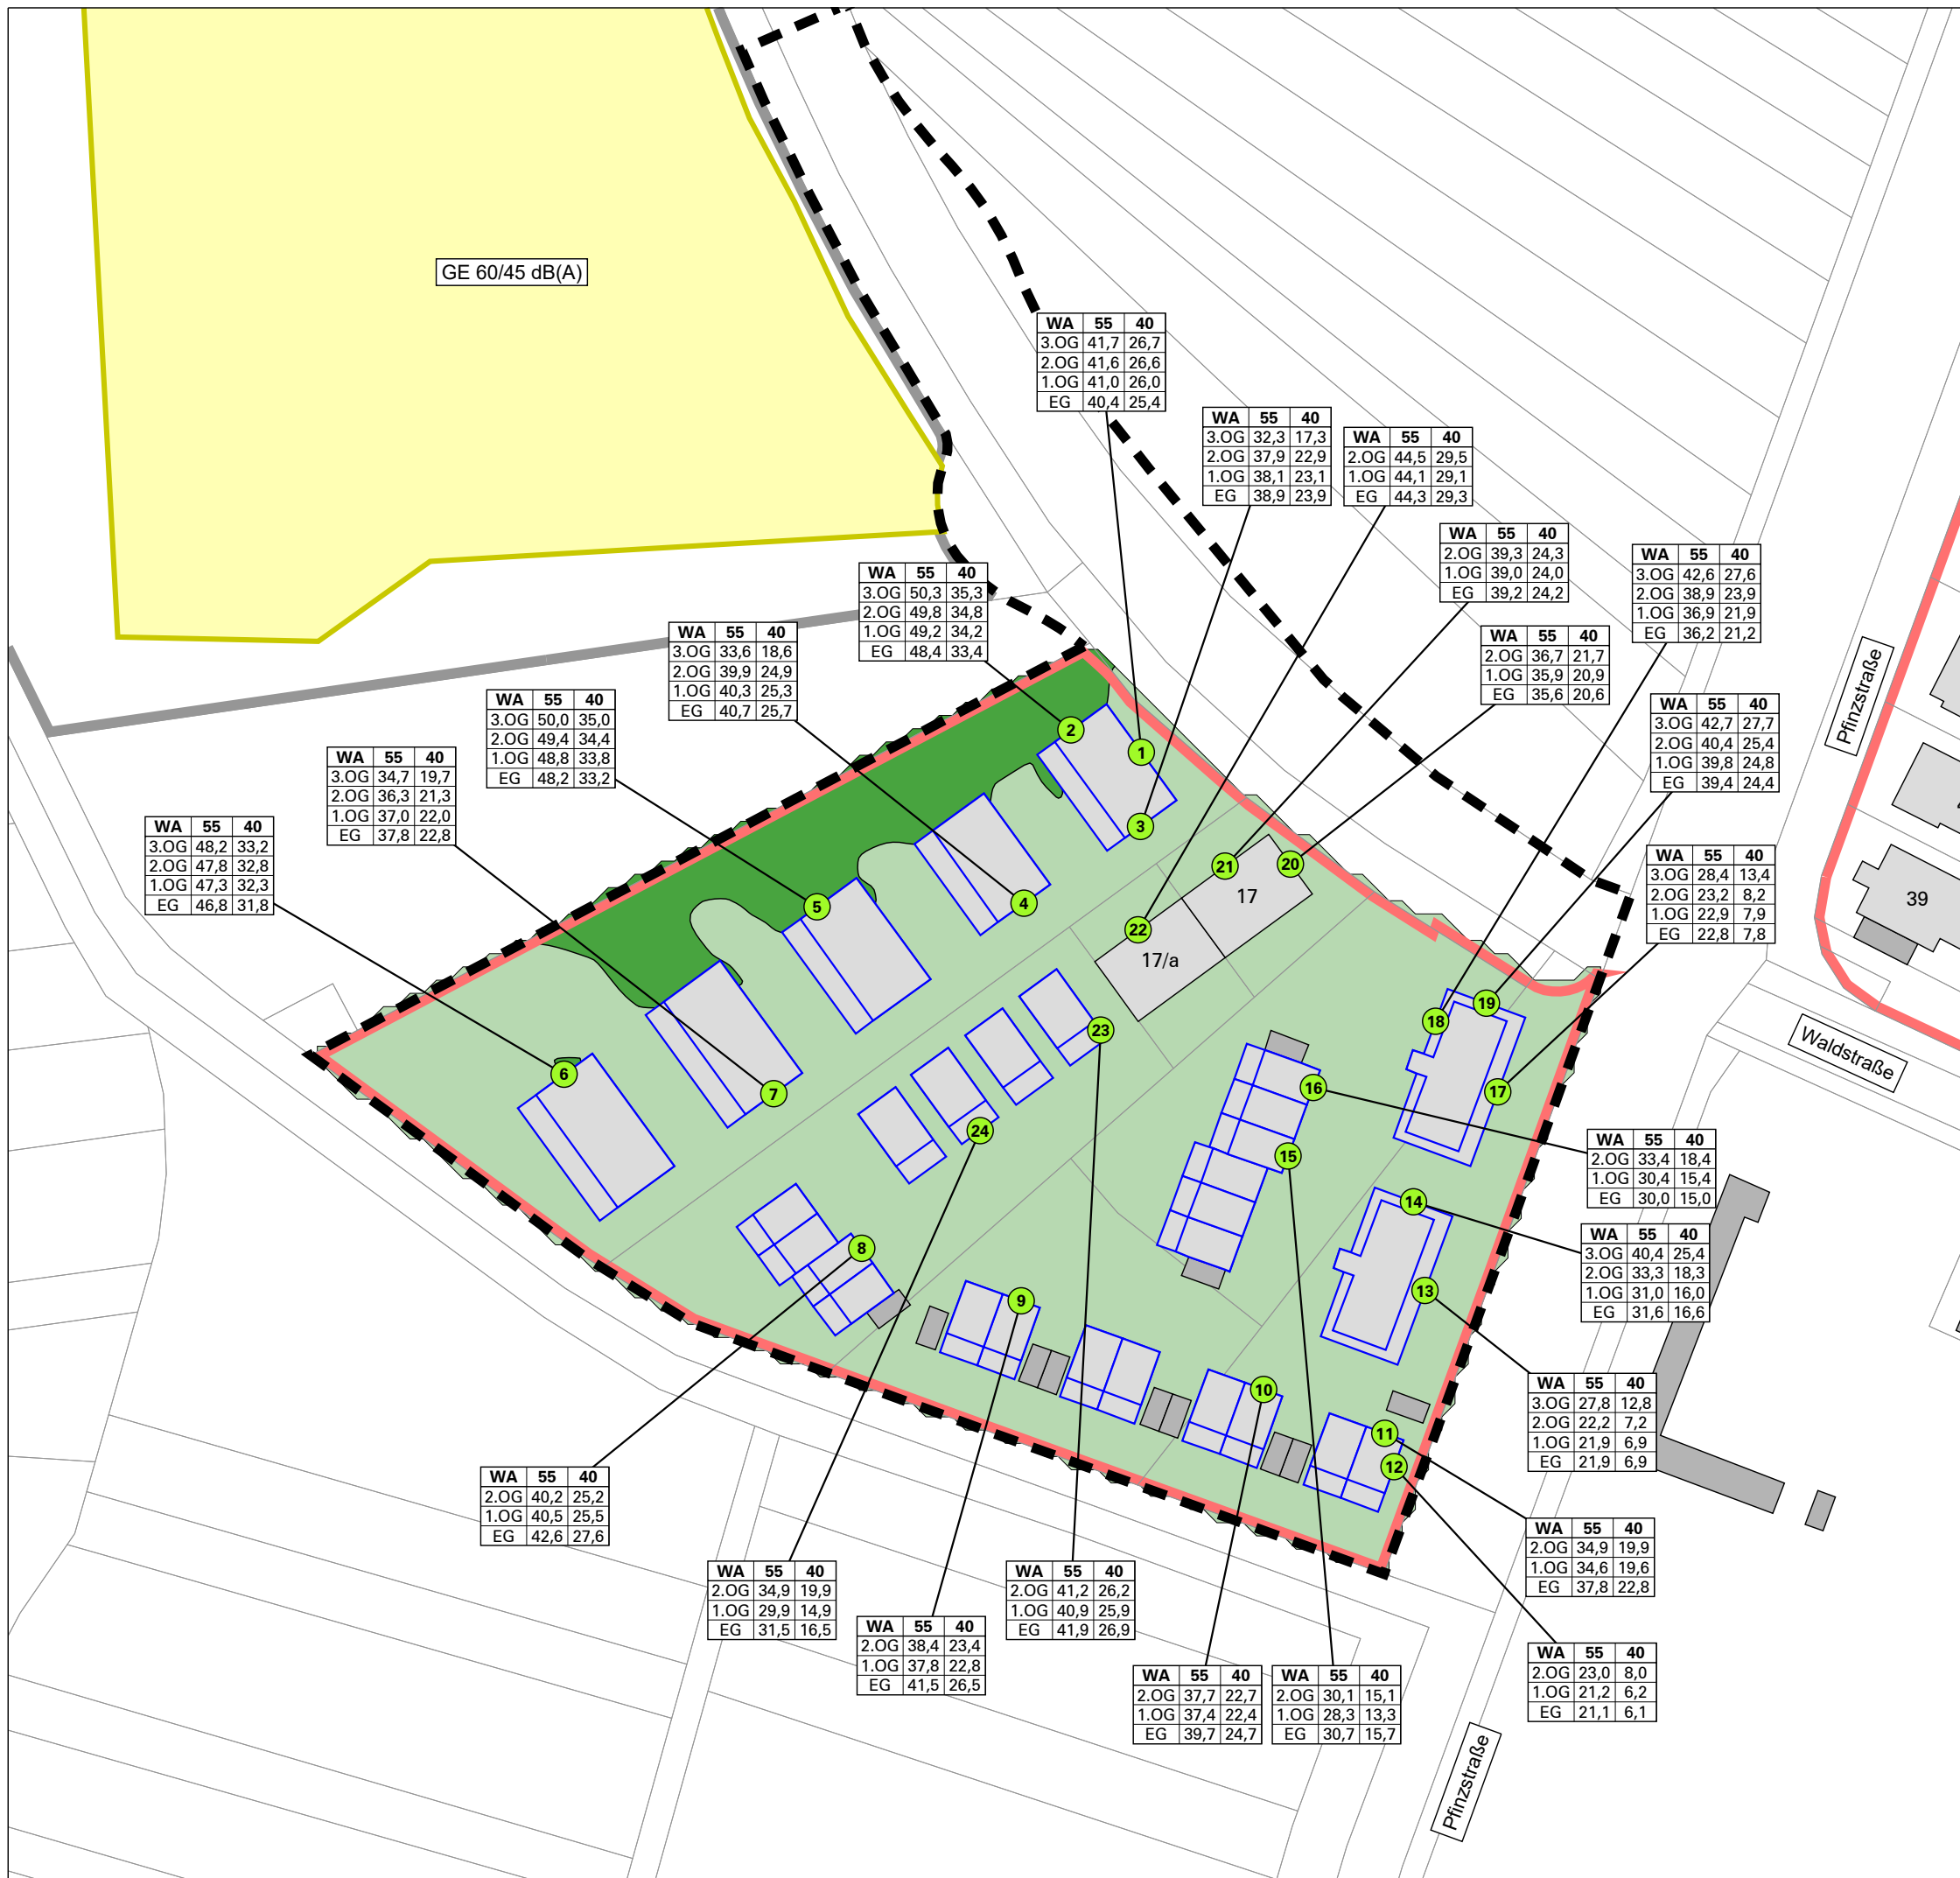 GE 60/45 dB(A)
WA 55 40
3.OG 41,7 26,7
2.OG 41,6 26,6
1.OG 41,0 26,0
EG 40,4 25,4
WA 55 40
3.OG 32,3 17,3
2.OG 37,9 22,9
1.OG 38,1 23,1
EG 38,9 23,9
WA 55 40
2.OG 44,5 29,5
1.OG 44,1 29,1
EG 44,3 29,3
WA 55 40
2.OG 39,3 24,3
1.OG 39,0 24,0
EG 39,2 24,2
WA 55 40
3.OG 42,6 27,6
2.OG 38,9 23,9
1.OG 36,9 21,9
EG 36,2 21,2
WA 55 40
3.OG 50,3 35,3
2.OG 49,8 34,8
1.OG 49,2 34,2
EG 48,4 33,4
WA 55 40
3.OG 33,6 18,6
2.OG 39,9 24,9
1.OG 40,3 25,3
EG 40,7 25,7
WA 55 40
2.OG 36,7 21,7
1.OG 35,9 20,9
EG 35,6 20,6
Pfinzstraße
WA 55 40
3.OG 50,0 35,0
2.OG 49,4 34,4
1.OG 48,8 33,8
EG 48,2 33,2
WA 55 40
3.OG 42,7 27,7
2.OG 40,4 25,4
1.OG 39,8 24,8
EG 39,4 24,4
WA 55 40
3.OG 34,7 19,7
2.OG 36,3 21,3
1.OG 37,0 22,0
EG 37,8 22,8
WA 55 40
3.OG 48,2 33,2
2.OG 47,8 32,8
1.OG 47,3 32,3
EG 46,8 31,8
WA 55 40
3.OG 28,4 13,4
2.OG 23,2 8,2
1.OG 22,9 7,9
EG 22,8 7,8
2
1
3
21
20
17
39
4
5
22
17/a
19
18
23
Waldstraße
6
16
7
17
24
15
WA 55 40
2.OG 33,4 18,4
1.OG 30,4 15,4
EG 30,0 15,0
14
8
WA 55 40
3.OG 40,4 25,4
2.OG 33,3 18,3
1.OG 31,0 16,0
EG 31,6 16,6
13
9
10
11
12
WA 55 40
3.OG 27,8 12,8
2.OG 22,2 7,2
1.OG 21,9 6,9
EG 21,9 6,9
WA 55 40
2.OG 40,2 25,2
1.OG 40,5 25,5
EG 42,6 27,6
WA 55 40
2.OG 34,9 19,9
1.OG 34,6 19,6
EG 37,8 22,8
WA 55 40
2.OG 34,9 19,9
1.OG 29,9 14,9
EG 31,5 16,5
WA 55 40
2.OG 41,2 26,2
1.OG 40,9 25,9
EG 41,9 26,9
WA 55 40
2.OG 38,4 23,4
1.OG 37,8 22,8
EG 41,5 26,5
WA 55 40
2.OG 23,0 8,0
1.OG 21,2 6,2
EG 21,1 6,1
WA 55 40
2.OG 37,7 22,7
1.OG 37,4 22,4
EG 39,7 24,7
WA 55 40
2.OG 30,1 15,1
1.OG 28,3 13,3
EG 30,7 15,7
Pfinzstraße